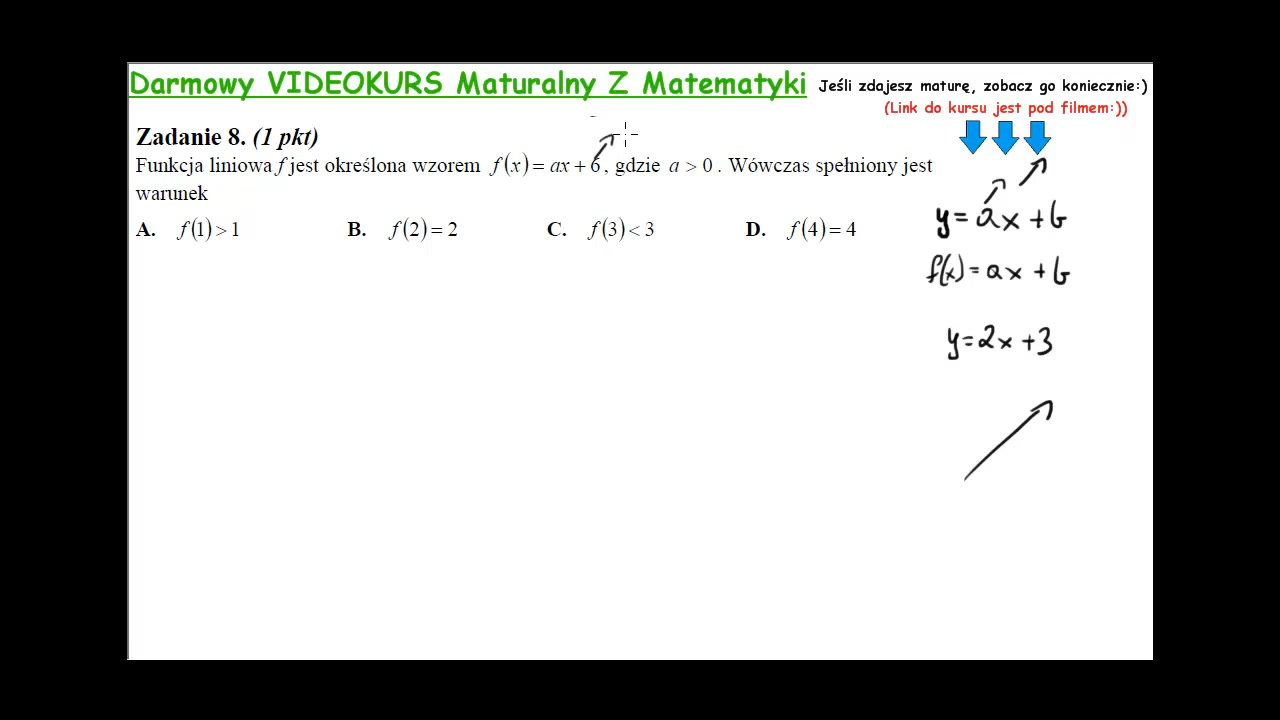 Darmowy VIDEOKURS Maturalny Z Matematyki Jeśli zdajesz maturę, zobacz go koniecznie:)
(Link do kursu jest pod filmem:))
Zadanie 8. (1 pkt)
Funkcja liniowa f jest określona wzorem f(x) = ax + 6, gdzie a > 0. Wówczas spełniony jest
warunek
A. f(1) > 1 B. f(2) = 2 C. f(3) < 3 D. f(4) = 4
y = ax + b
f(x) = ax + b
y = 2x + 3